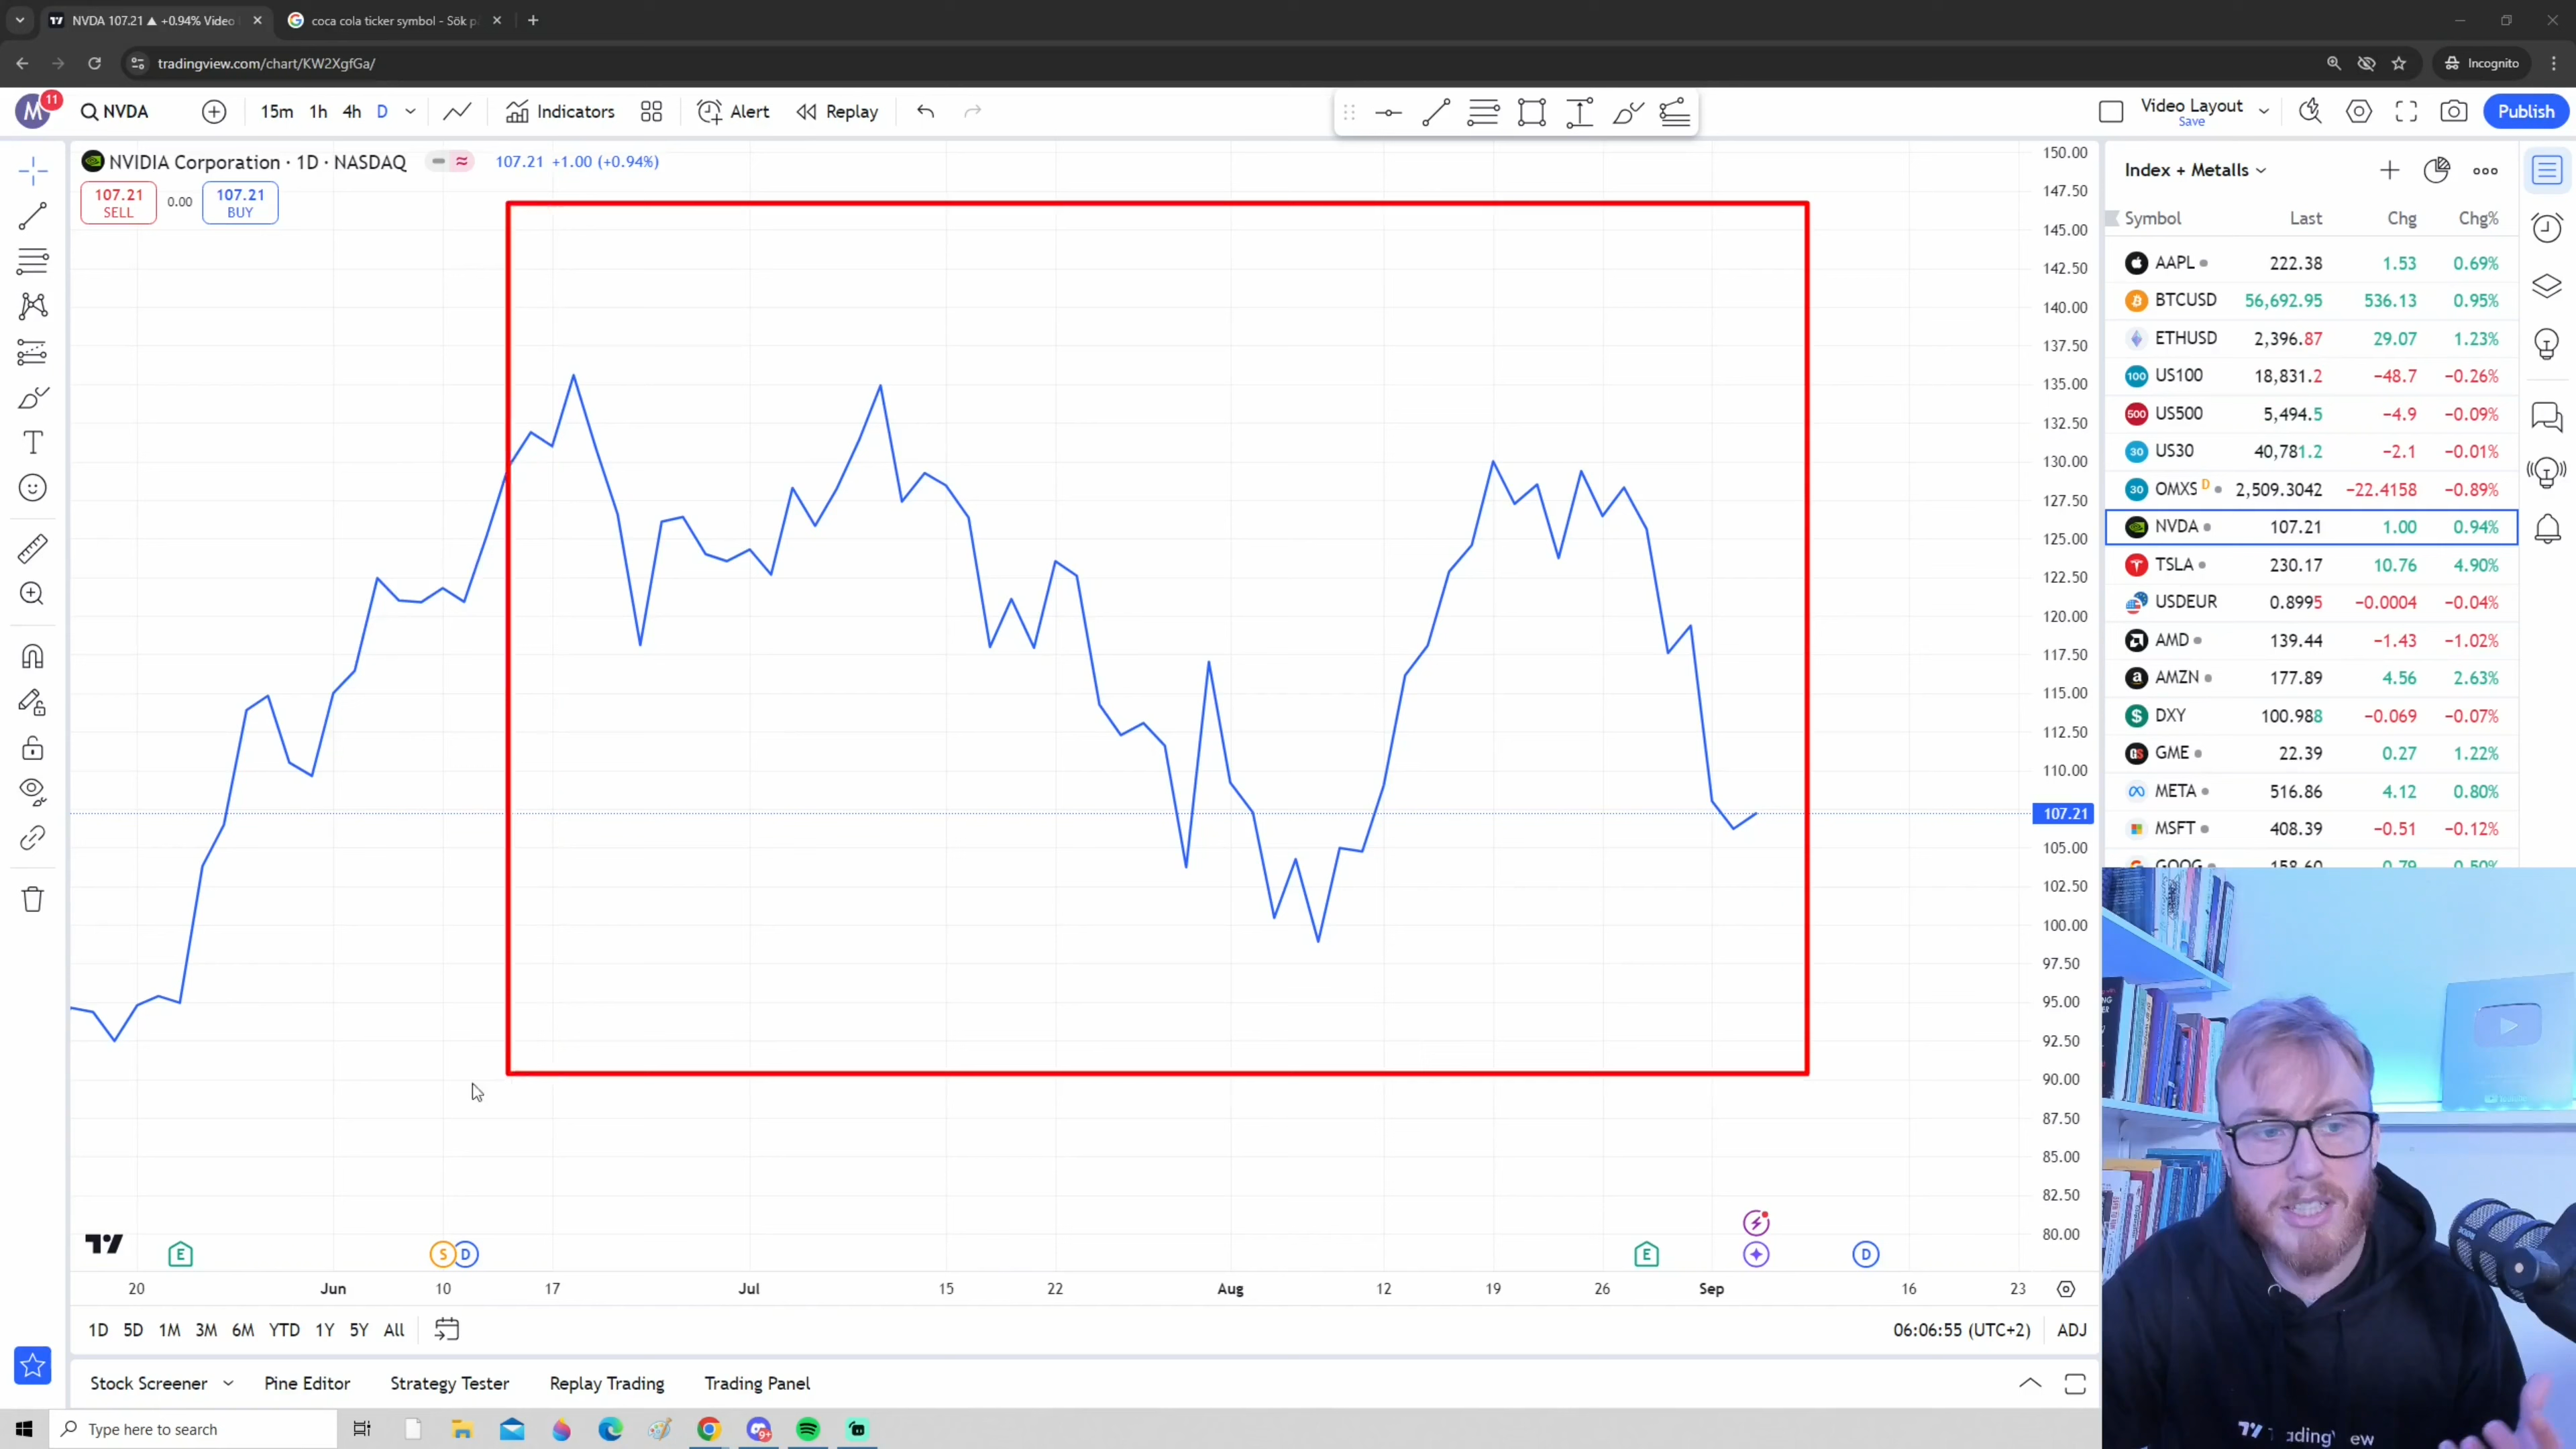 NVDA 107.21 ▲ +0.94% Video
coca cola ticker symbol - Sök p
tradingview.com/chart/KW2XgfGa/
Incognito
M
11
NVDA
15m 1h 4h D
Indicators
Alert
Replay
Video Layout
Save
Publish
NVIDIA Corporation · 1D · NASDAQ
107.21 +1.00 (+0.94%)
107.21
SELL
0.00
107.21
BUY
150.00
147.50
145.00
142.50
140.00
137.50
135.00
132.50
130.00
127.50
125.00
122.50
120.00
117.50
115.00
112.50
110.00
107.21
105.00
102.50
100.00
97.50
95.00
92.50
90.00
87.50
85.00
82.50
80.00
E
S
D
E
D
20 Jun 10 17 Jul 15 22 Aug 12 19 26 Sep 16 23
1D 5D 1M 3M 6M YTD 1Y 5Y All
06:06:55 (UTC+2) ADJ
Stock Screener
Pine Editor
Strategy Tester
Replay Trading
Trading Panel
Type here to search
9+
Index + Metalls
Symbol Last Chg Chg%
AAPL 222.38 1.53 0.69%
BTCUSD 56,692.95 536.13 0.95%
ETHUSD 2,396.87 29.07 1.23%
100 US100 18,831.2 −48.7 −0.26%
500 US500 5,494.5 −4.9 −0.09%
30 US30 40,781.2 −2.1 −0.01%
30 OMXS D 2,509.3042 −22.4158 −0.89%
NVDA 107.21 1.00 0.94%
TSLA 230.17 10.76 4.90%
USDEUR 0.8995 −0.0004 −0.04%
AMD 139.44 −1.43 −1.02%
AMZN 177.89 4.56 2.63%
DXY 100.988 −0.069 −0.07%
GME 22.39 0.27 1.22%
META 516.86 4.12 0.80%
MSFT 408.39 −0.51 −0.12%
GOOG 158.60 0.79 0.50%